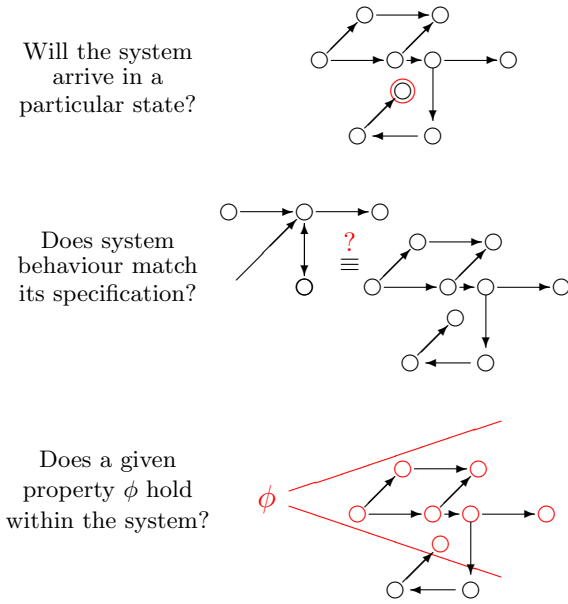 Will the system
arrive in a
particular state?
Does system
behaviour match
its specification?
?
≡
Does a given
property ϕ hold
within the system?
ϕ